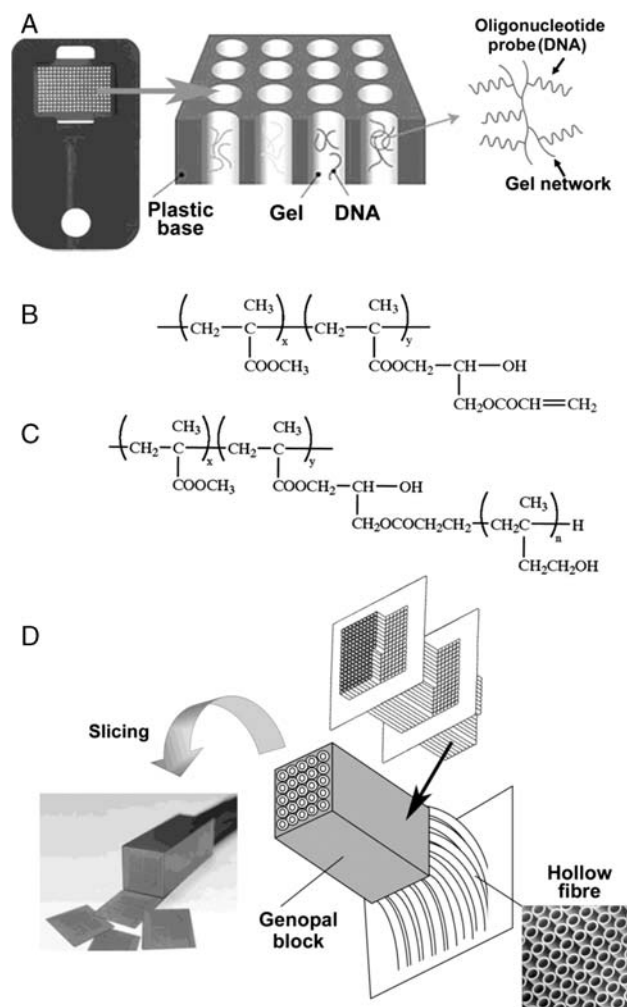 A
Oligonucleotide
probe (DNA)
Plastic
base
Gel
DNA
Gel network
B
CH3
CH3
CH2
C
x
CH2
C
y
COOCH3
COOCH2
CH
OH
CH2OCOCH
CH2
C
CH3
CH3
CH2
C
x
CH2
C
y
COOCH3
COOCH2
CH
OH
CH3
CH2OCOCH2CH2
CH2
C
n
H
CH2CH2OH
D
Slicing
Genopal
block
Hollow
fibre